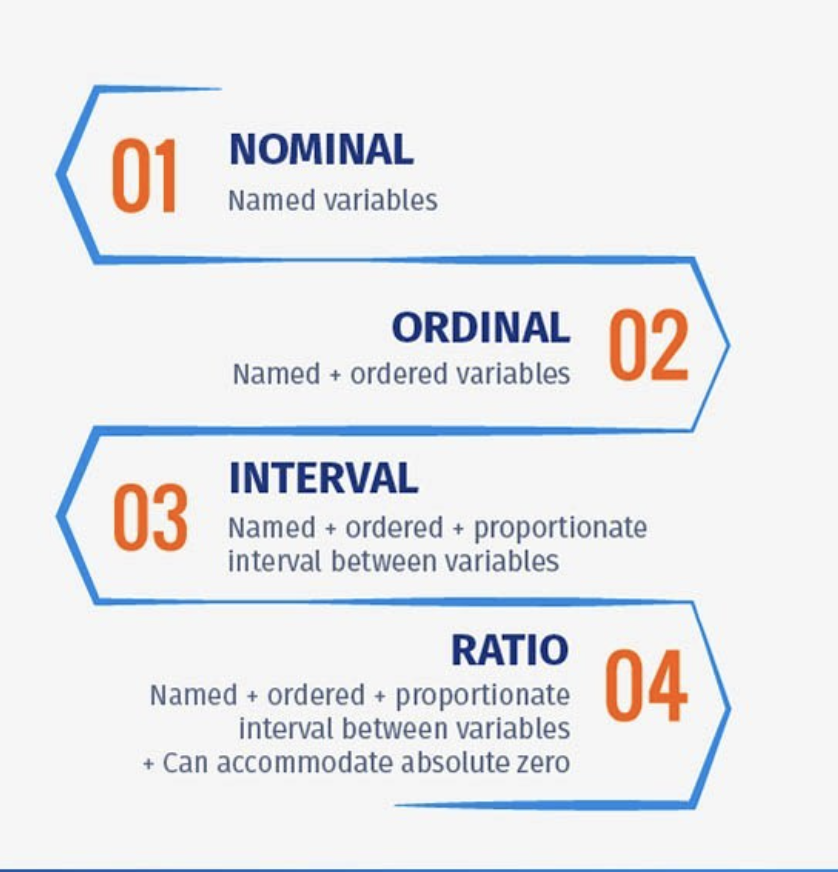 01
NOMINAL
Named variables
ORDINAL
02
Named + ordered variables
03
INTERVAL
Named + ordered + proportionate
interval between variables
RATIO
04
Named + ordered + proportionate
interval between variables
+ Can accommodate absolute zero